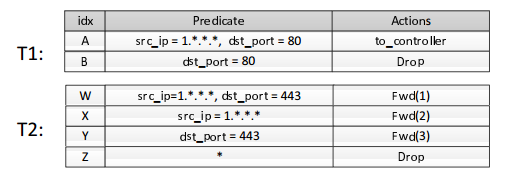 idx Predicate Actions
T1:
A src_ip = 1.*.*.*, dst_port = 80 to_controller
B dst_port = 80 Drop
T2:
W src_ip=1.*.*.*, dst_port = 443 Fwd(1)
X src_ip = 1.*.*.* Fwd(2)
Y dst_port = 443 Fwd(3)
Z * Drop